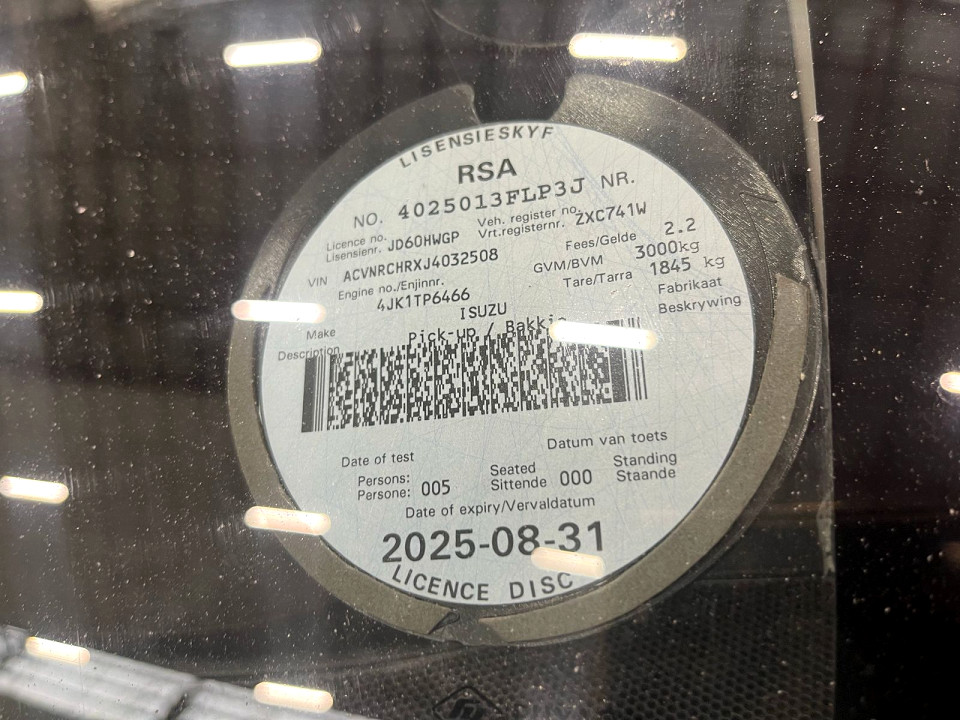 LISENSIESKYF
RSA
NO. 4025013FLP3J NR.
Licence no. JD60HWGP Veh. register no. ZXC741W
Lisensienr. Vrt.registernr.
VIN ACVNRCHRXJ4032508 Fees/Gelde 2.2
Engine no./Enjinnr. GVM/BVM 3000kg
4JK1TP6466 Tare/Tarra 1845 kg
Make ISUZU Fabrikaat
Description Pick-up / Bakkie Beskrywing
Date of test Datum van toets
Persons: 005 Seated 000 Standing
Persone: Sittende Staande
Date of expiry/Vervaldatum
2025-08-31
LICENCE DISC